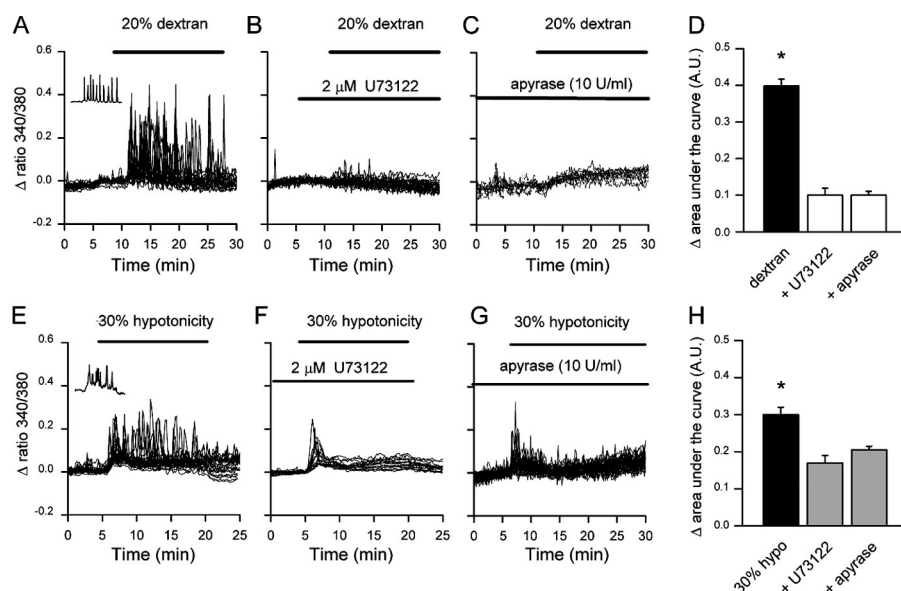 A
20% dextran
Δ ratio 340/380
0.6
0.4
0.2
0.0
-0.2
0 5 10 15 20 25 30
Time (min)
B
20% dextran
2 μM U73122
0 5 10 15 20 25 30
Time (min)
C
20% dextran
apyrase (10 U/ml)
0 5 10 15 20 25 30
Time (min)
D
Δ area under the curve (A.U.)
0.5
0.4
0.3
0.2
0.1
0.0
*
dextran
+ U73122
+ apyrase
E
30% hypotonicity
Δ ratio 340/380
0.6
0.4
0.2
0.0
-0.2
0 5 10 15 20 25
Time (min)
F
30% hypotonicity
2 μM U73122
0 5 10 15 20 25
Time (min)
G
30% hypotonicity
apyrase (10 U/ml)
0 5 10 15 20 25 30
Time (min)
H
Δ area under the curve (A.U.)
0.5
0.4
0.3
0.2
0.1
0.0
*
30% hypo
+ U73122
+ apyrase